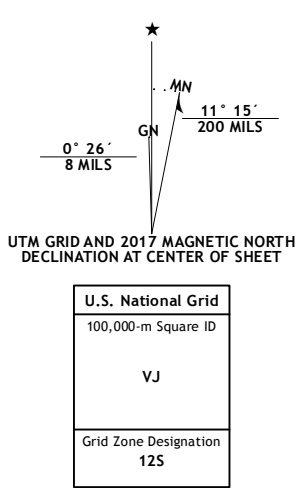 ★
MN
11° 15´
200 MILS
GN
0° 26´
8 MILS
UTM GRID AND 2017 MAGNETIC NORTH
DECLINATION AT CENTER OF SHEET
U.S. National Grid
100,000-m Square ID
VJ
Grid Zone Designation
12S